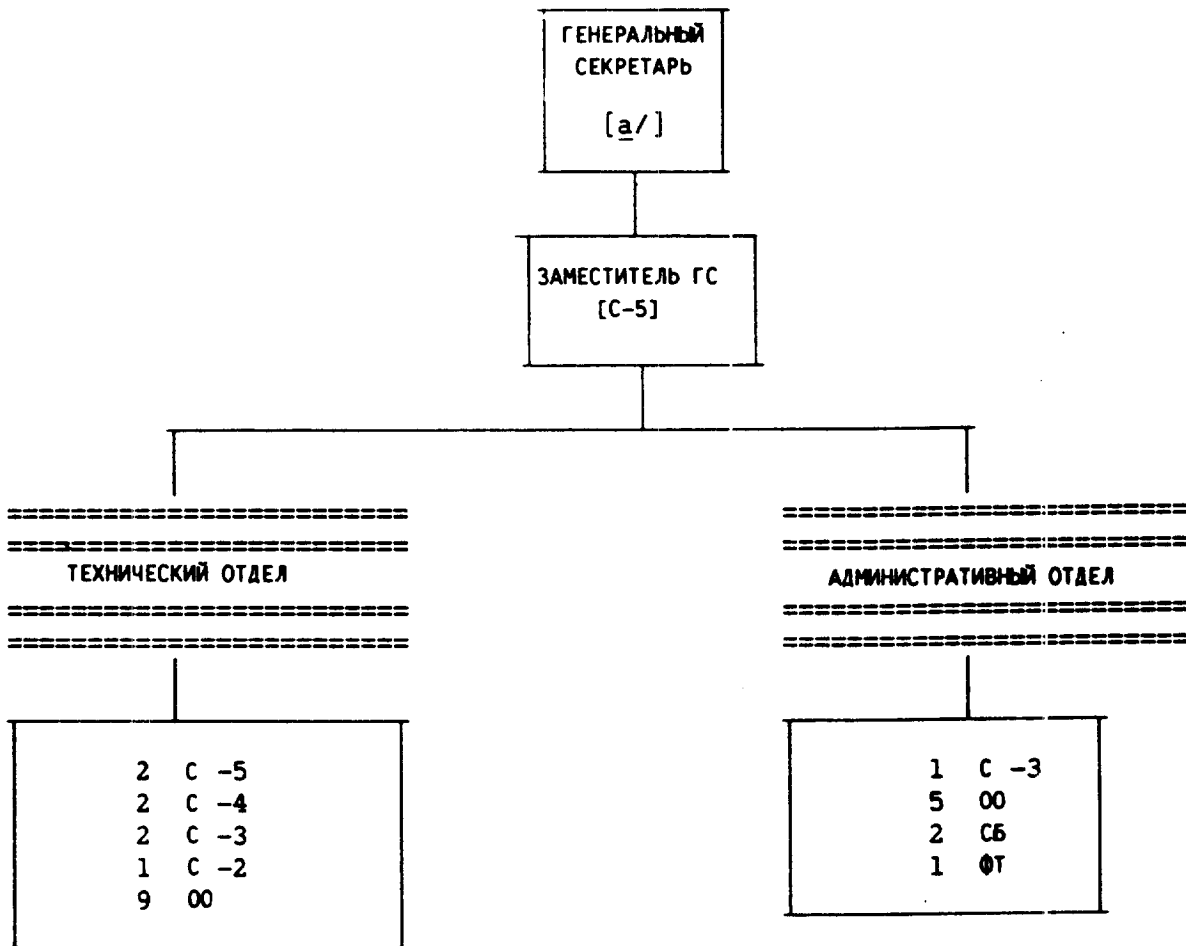 ГЕНЕРАЛЬНЫЙ
СЕКРЕТАРЬ
[a/]
ЗАМЕСТИТЕЛЬ ГС
[С-5]
ТЕХНИЧЕСКИЙ ОТДЕЛ
АДМИНИСТРАТИВНЫЙ ОТДЕЛ
2 С -5
2 С -4
2 С -3
1 С -2
9 ОО
1 С -3
5 ОО
2 СБ
1 ФТ